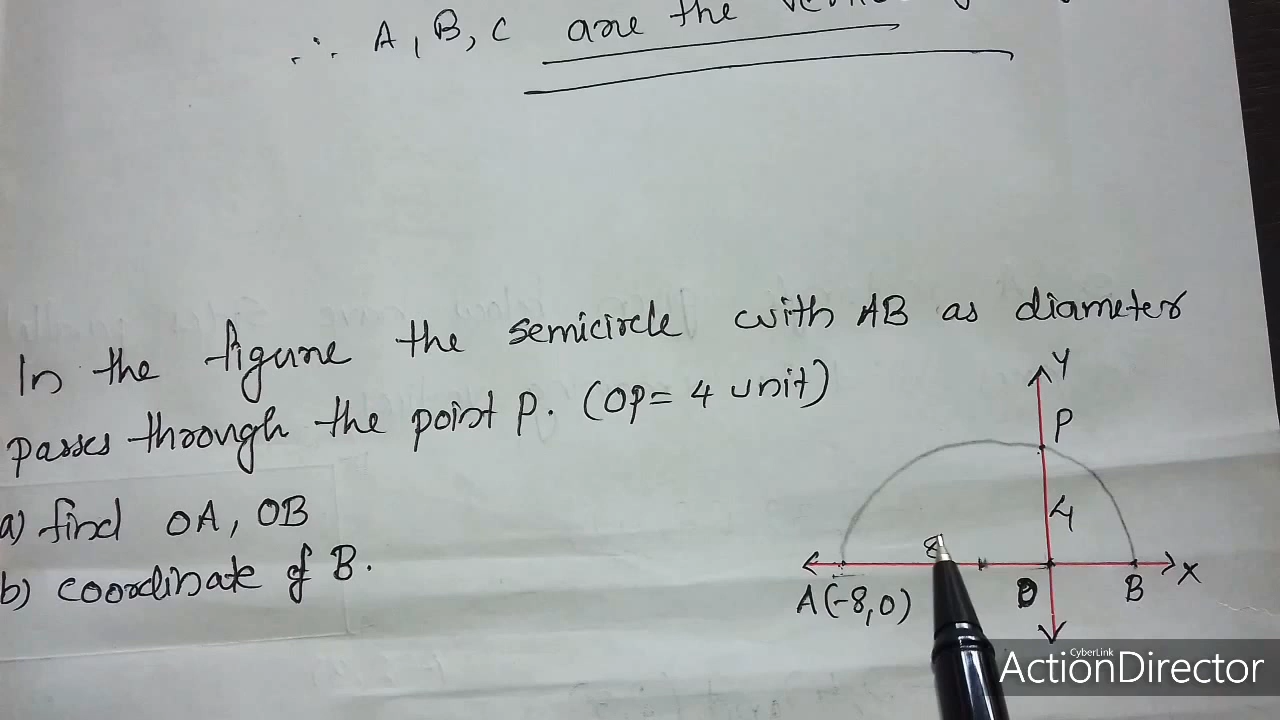 ∴ A, B, C are the
In the figure the semicircle with AB as diameter
passes through the point P. (OP = 4 unit)
a) find OA, OB
b) coordinate of B.
Y
P
4
8
X
A(-8,0)
O
B
CyberLink
ActionDirector